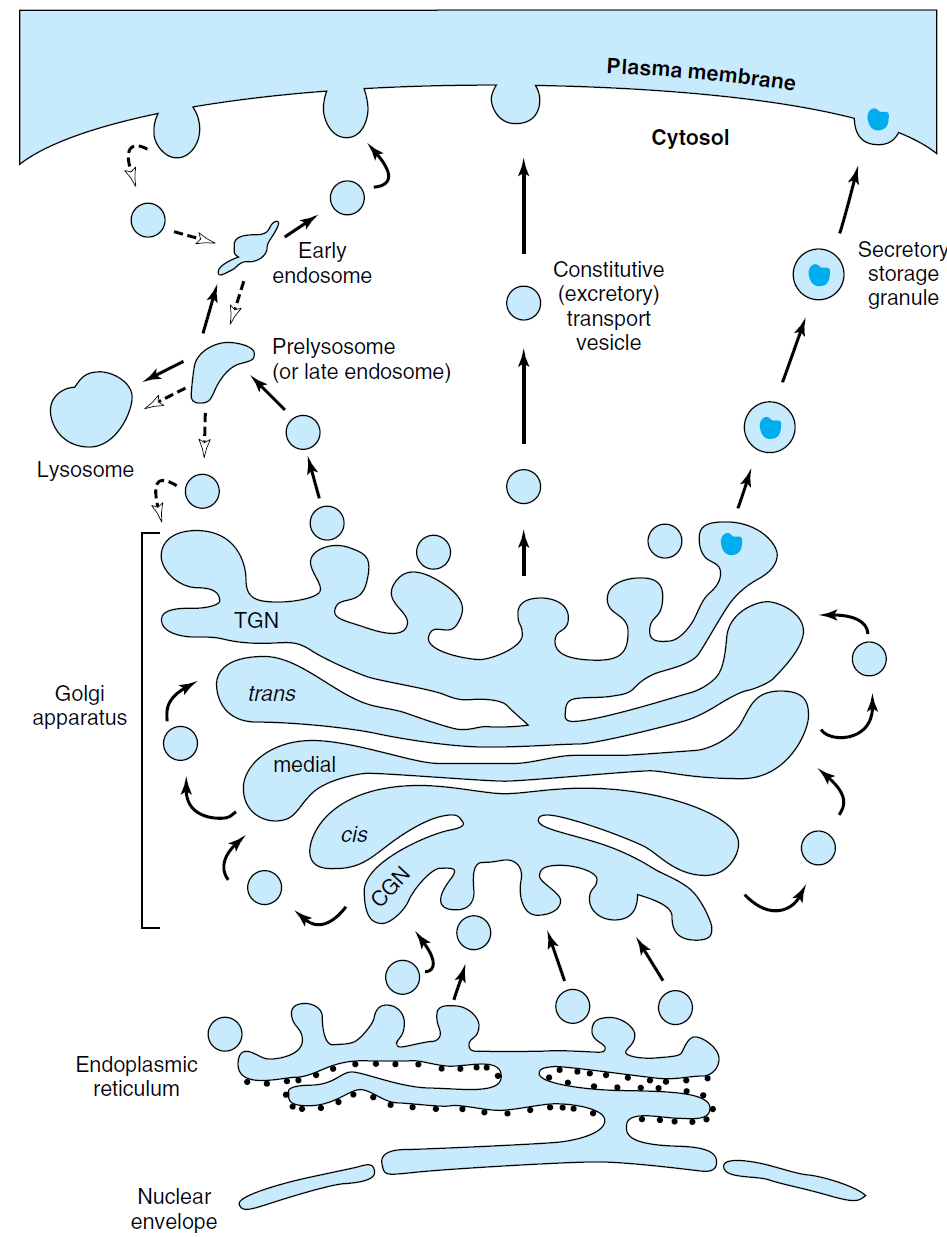 Plasma membrane
Cytosol
Early
endosome
Secretory
storage
granule
Constitutive
(excretory)
transport
vesicle
Prelysosome
(or late endosome)
Lysosome
TGN
Golgi
apparatus
trans
medial
cis
CGN
Endoplasmic
reticulum
Nuclear
envelope